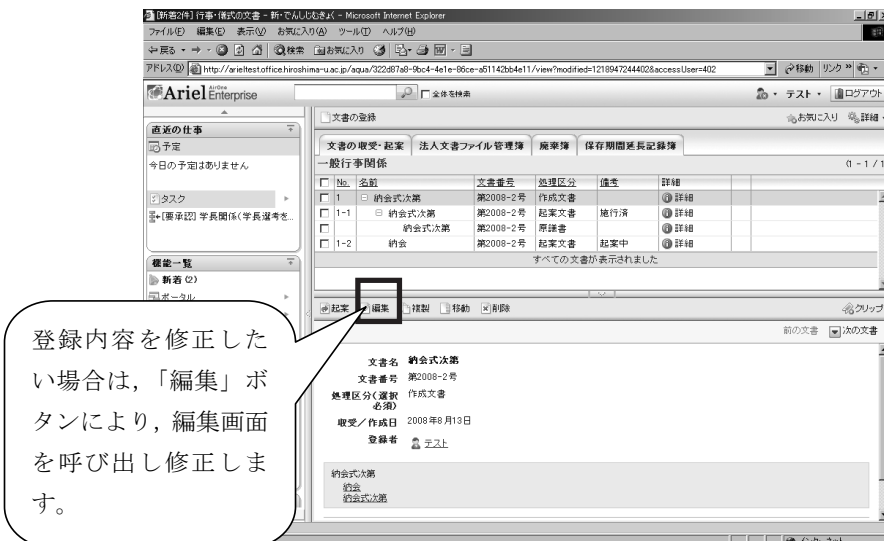 [新着2件] 行事・儀式の文書 - 新・でんしじむきょく - Microsoft Internet Explorer
ファイル(F) 編集(E) 表示(V) お気に入り(A) ツール(T) ヘルプ(H)
戻る 検索 お気に入り
アドレス(D) http://arieltest.office.hiroshima-u.ac.jp/aqua/322d87a8-9bc4-4e1e-86ce-a51142bb4e11/view?modified=1218947244402&accessUser=402 移動 リンク »
Ariel AirOne Enterprise 全体を検索 テスト ログアウト
文書の登録 お気に入り 詳細
直近の仕事
予定
今日の予定はありません
タスク
[要承認] 学長関係(学長選考を...
機能一覧
新着 (2)
ポータル
文書の収受・起案 法人文書ファイル管理簿 廃棄簿 保存期間延長記録簿
一般行事関係 (1 - 1 / 1
No. 名前 文書番号 処理区分 備考 詳細
1 納会式次第 第2008-2号 作成文書 詳細
1-1 納会式次第 第2008-2号 起案文書 施行済 詳細
納会式次第 第2008-2号 原議書 詳細
1-2 納会 第2008-2号 起案文書 起案中 詳細
すべての文書が表示されました
起案 編集 複製 移動 削除 クリップ
前の文書 次の文書
文書名 納会式次第
文書番号 第2008-2号
処理区分(選択 作成文書
必須)
収受/作成日 2008年8月13日
登録者 テスト
納会式次第
納会
納会式次第
登録内容を修正した
い場合は,「編集」ボ
タンにより, 編集画面
を呼び出し修正しま
す。